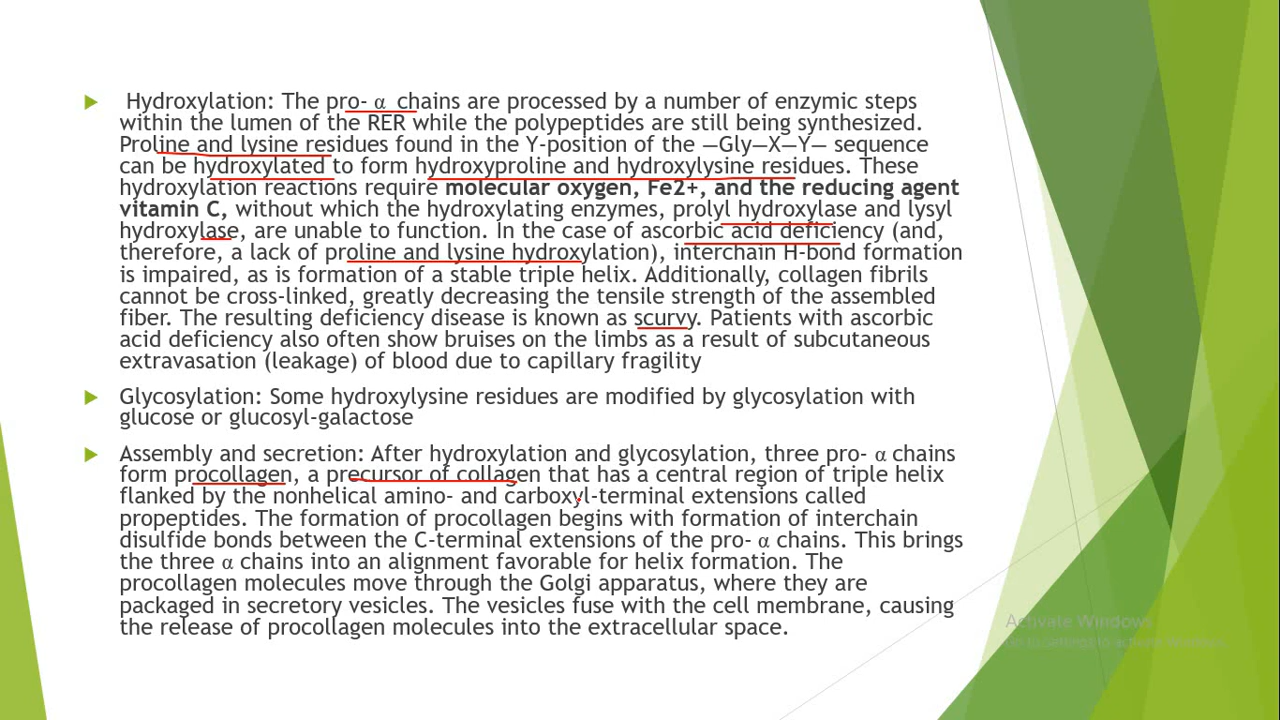 Hydroxylation: The pro- α chains are processed by a number of enzymic steps
within the lumen of the RER while the polypeptides are still being synthesized.
Proline and lysine residues found in the Y-position of the —Gly—X—Y— sequence
can be hydroxylated to form hydroxyproline and hydroxylysine residues. These
hydroxylation reactions require molecular oxygen, Fe2+, and the reducing agent
vitamin C, without which the hydroxylating enzymes, prolyl hydroxylase and lysyl
hydroxylase, are unable to function. In the case of ascorbic acid deficiency (and,
therefore, a lack of proline and lysine hydroxylation), interchain H-bond formation
is impaired, as is formation of a stable triple helix. Additionally, collagen fibrils
cannot be cross-linked, greatly decreasing the tensile strength of the assembled
fiber. The resulting deficiency disease is known as scurvy. Patients with ascorbic
acid deficiency also often show bruises on the limbs as a result of subcutaneous
extravasation (leakage) of blood due to capillary fragility
Glycosylation: Some hydroxylysine residues are modified by glycosylation with
glucose or glucosyl-galactose
Assembly and secretion: After hydroxylation and glycosylation, three pro- α chains
form procollagen, a precursor of collagen that has a central region of triple helix
flanked by the nonhelical amino- and carboxyl-terminal extensions called
propeptides. The formation of procollagen begins with formation of interchain
disulfide bonds between the C-terminal extensions of the pro- α chains. This brings
the three α chains into an alignment favorable for helix formation. The
procollagen molecules move through the Golgi apparatus, where they are
packaged in secretory vesicles. The vesicles fuse with the cell membrane, causing
the release of procollagen molecules into the extracellular space.
Activate Windows